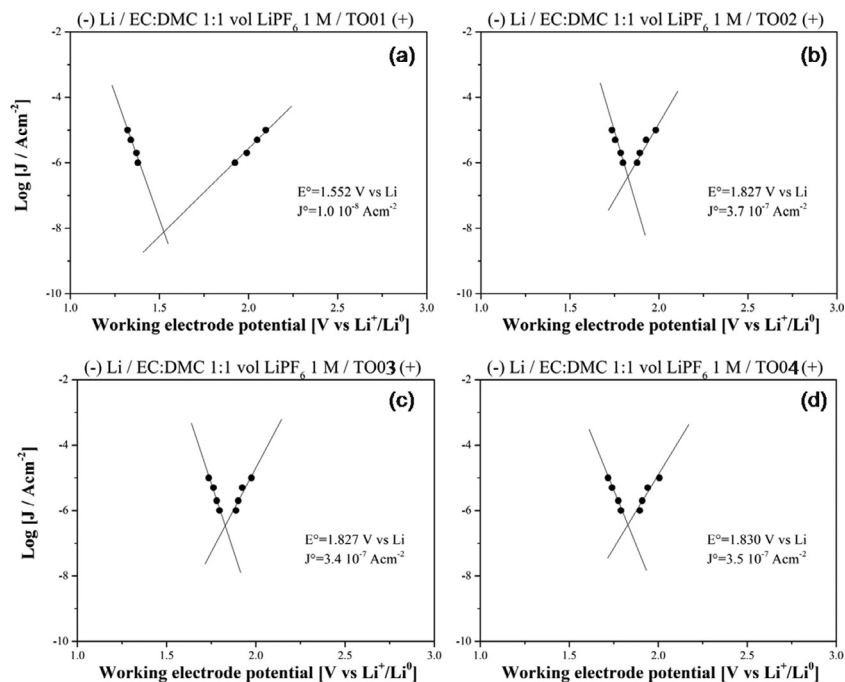 (-) Li / EC:DMC 1:1 vol LiPF₆ 1 M / TO01 (+)
(a)
-2
-4
-6
-8
-10
Log [J / Acm⁻²]
E°=1.552 V vs Li
J°=1.0 10⁻⁸ Acm⁻²
1.0 1.5 2.0 2.5 3.0
Working electrode potential [V vs Li⁺/Li⁰]
(-) Li / EC:DMC 1:1 vol LiPF₆ 1 M / TO02 (+)
(b)
-2
-4
-6
-8
-10
E°=1.827 V vs Li
J°=3.7 10⁻⁷ Acm⁻²
1.0 1.5 2.0 2.5 3.0
Working electrode potential [V vs Li⁺/Li⁰]
(-) Li / EC:DMC 1:1 vol LiPF₆ 1 M / TO03 (+)
(c)
-2
-4
-6
-8
-10
Log [J / Acm⁻²]
E°=1.827 V vs Li
J°=3.4 10⁻⁷ Acm⁻²
1.0 1.5 2.0 2.5 3.0
Working electrode potential [V vs Li⁺/Li⁰]
(-) Li / EC:DMC 1:1 vol LiPF₆ 1 M / TO04 (+)
(d)
-2
-4
-6
-8
-10
E°=1.830 V vs Li
J°=3.5 10⁻⁷ Acm⁻²
1.0 1.5 2.0 2.5 3.0
Working electrode potential [V vs Li⁺/Li⁰]